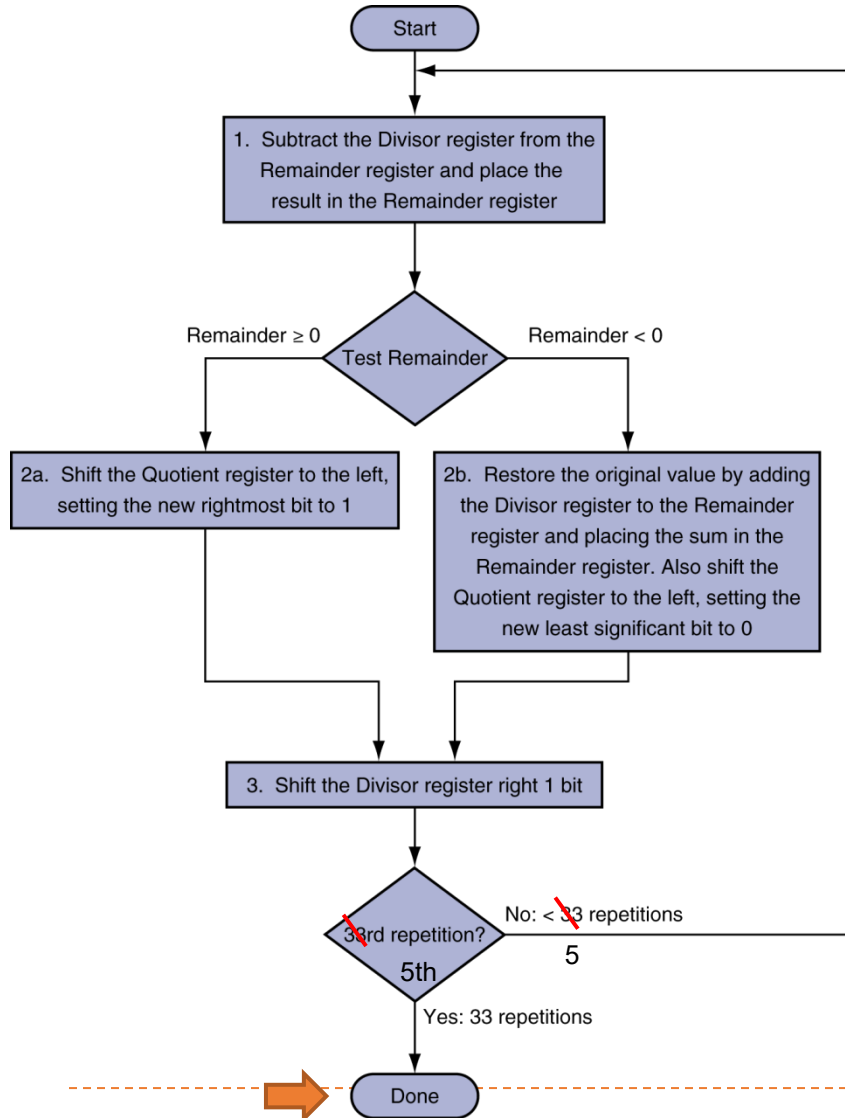 Start
1. Subtract the Divisor register from the
Remainder register and place the
result in the Remainder register
Remainder ≥ 0
Remainder < 0
Test Remainder
2a. Shift the Quotient register to the left,
setting the new rightmost bit to 1
2b. Restore the original value by adding
the Divisor register to the Remainder
register and placing the sum in the
Remainder register. Also shift the
Quotient register to the left, setting the
new least significant bit to 0
3. Shift the Divisor register right 1 bit
33rd repetition?
5th
No: < 33 repetitions
5
Yes: 33 repetitions
Done